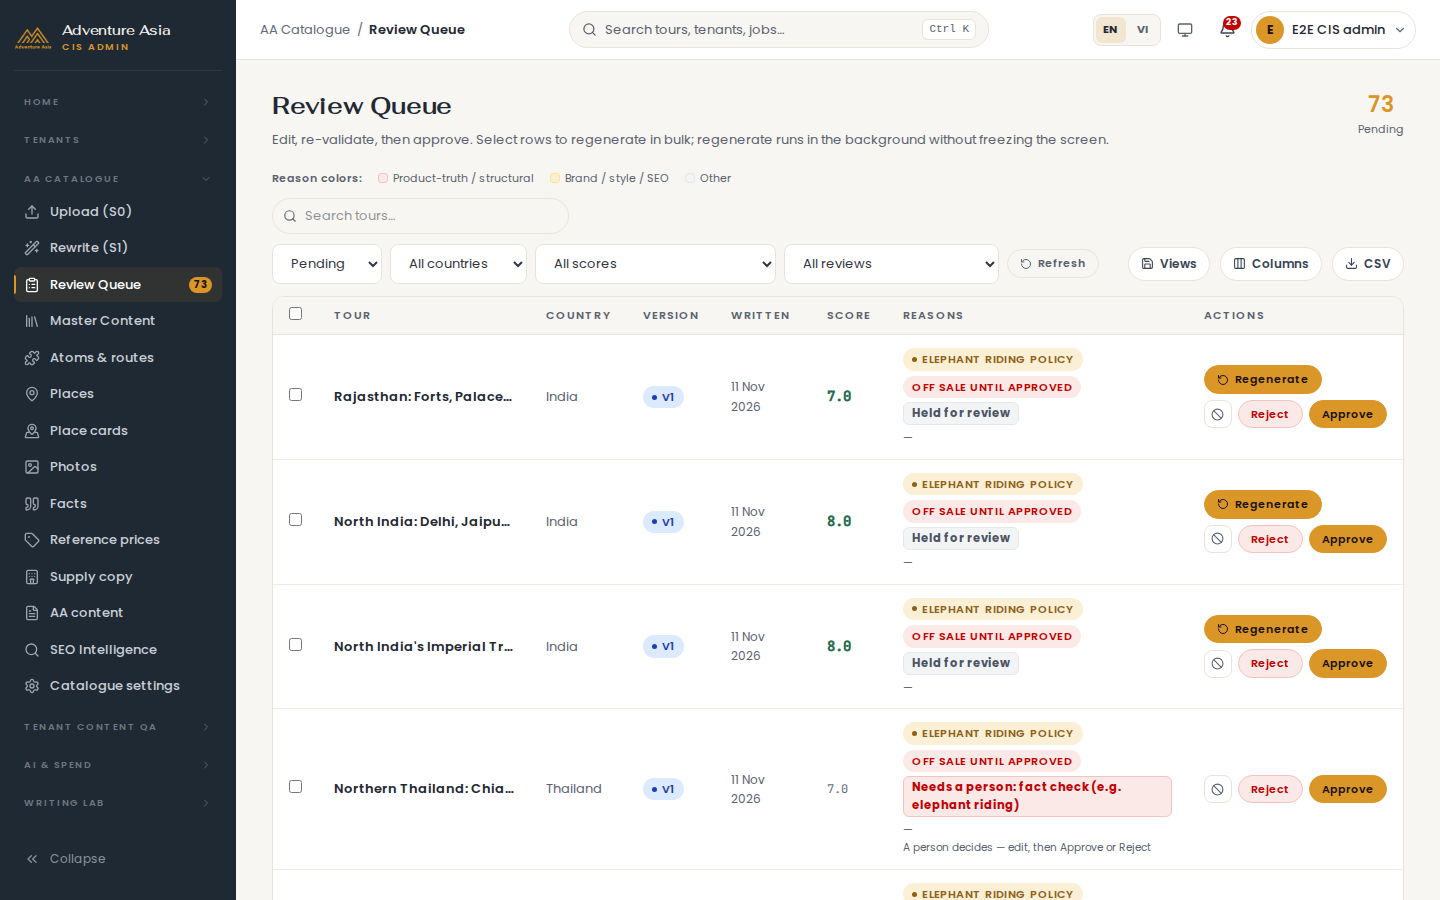 Adventure Asia
Adventure Asia
CIS ADMIN
HOME
TENANTS
AA CATALOGUE
Upload (S0)
Rewrite (S1)
Review Queue
73
Master Content
Atoms & routes
Places
Place cards
Photos
Facts
Reference prices
Supply copy
AA content
SEO Intelligence
Catalogue settings
TENANT CONTENT QA
AI & SPEND
WRITING LAB
Collapse
AA Catalogue / Review Queue
Search tours, tenants, jobs...
Ctrl K
EN
VI
23
E
E2E CIS admin
Review Queue
Edit, re-validate, then approve. Select rows to regenerate in bulk; regenerate runs in the background without freezing the screen.
73
Pending
Reason colors:
Product-truth / structural
Brand / style / SEO
Other
Search tours...
Pending
All countries
All scores
All reviews
Refresh
Views
Columns
CSV
TOUR
COUNTRY
VERSION
WRITTEN
SCORE
REASONS
ACTIONS
Rajasthan: Forts, Palace...
India
V1
11 Nov
2026
7.0
ELEPHANT RIDING POLICY
OFF SALE UNTIL APPROVED
Held for review
—
Regenerate
Reject
Approve
North India: Delhi, Jaipu...
India
V1
11 Nov
2026
8.0
ELEPHANT RIDING POLICY
OFF SALE UNTIL APPROVED
Held for review
—
Regenerate
Reject
Approve
North India's Imperial Tr...
India
V1
11 Nov
2026
8.0
ELEPHANT RIDING POLICY
OFF SALE UNTIL APPROVED
Held for review
—
Regenerate
Reject
Approve
Northern Thailand: Chia...
Thailand
V1
11 Nov
2026
7.0
ELEPHANT RIDING POLICY
OFF SALE UNTIL APPROVED
Needs a person: fact check (e.g.
elephant riding)
—
A person decides — edit, then Approve or Reject
Reject
Approve
ELEPHANT RIDING POLICY